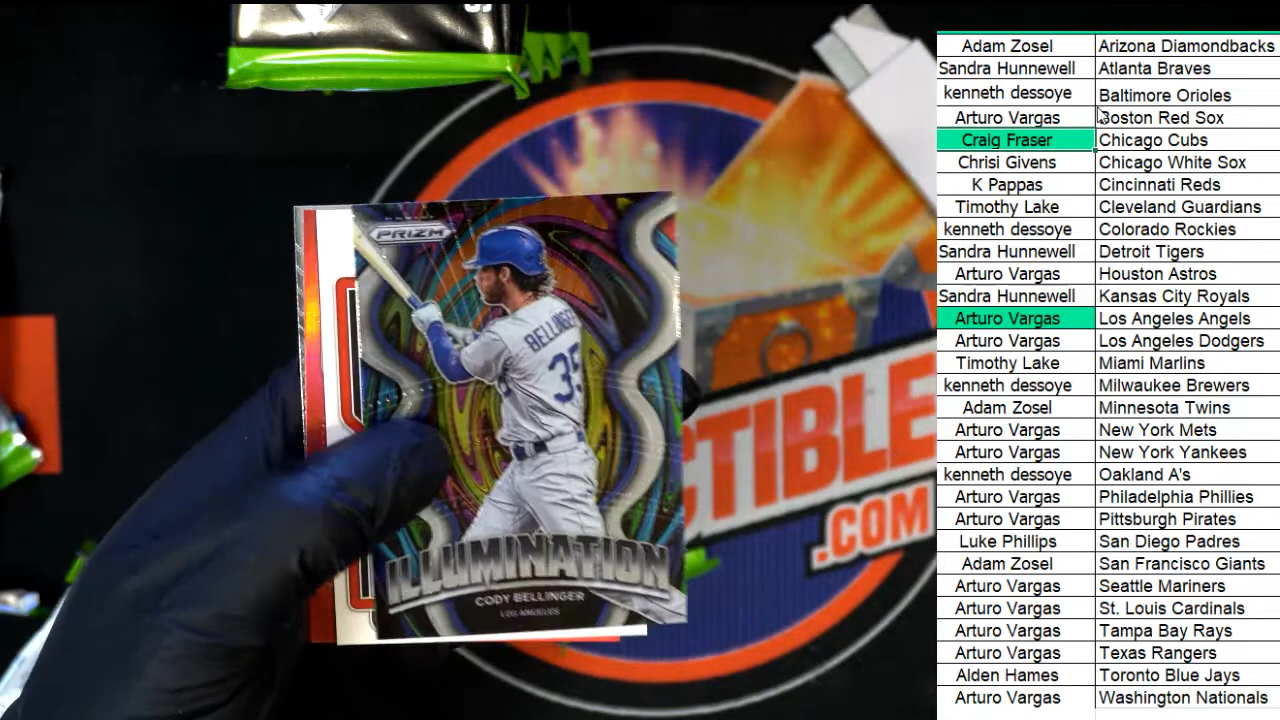 PRIZM
BELLINGER
35
ILLUMINATION
CODY BELLINGER
LOS ANGELES
CTIBLE
.COM
Adam Zosel Arizona Diamondbacks
Sandra Hunnewell Atlanta Braves
kenneth dessoye Baltimore Orioles
Arturo Vargas Boston Red Sox
Craig Fraser Chicago Cubs
Chrisi Givens Chicago White Sox
K Pappas Cincinnati Reds
Timothy Lake Cleveland Guardians
kenneth dessoye Colorado Rockies
Sandra Hunnewell Detroit Tigers
Arturo Vargas Houston Astros
Sandra Hunnewell Kansas City Royals
Arturo Vargas Los Angeles Angels
Arturo Vargas Los Angeles Dodgers
Timothy Lake Miami Marlins
kenneth dessoye Milwaukee Brewers
Adam Zosel Minnesota Twins
Arturo Vargas New York Mets
Arturo Vargas New York Yankees
kenneth dessoye Oakland A's
Arturo Vargas Philadelphia Phillies
Arturo Vargas Pittsburgh Pirates
Luke Phillips San Diego Padres
Adam Zosel San Francisco Giants
Arturo Vargas Seattle Mariners
Arturo Vargas St. Louis Cardinals
Arturo Vargas Tampa Bay Rays
Arturo Vargas Texas Rangers
Alden Hames Toronto Blue Jays
Arturo Vargas Washington Nationals